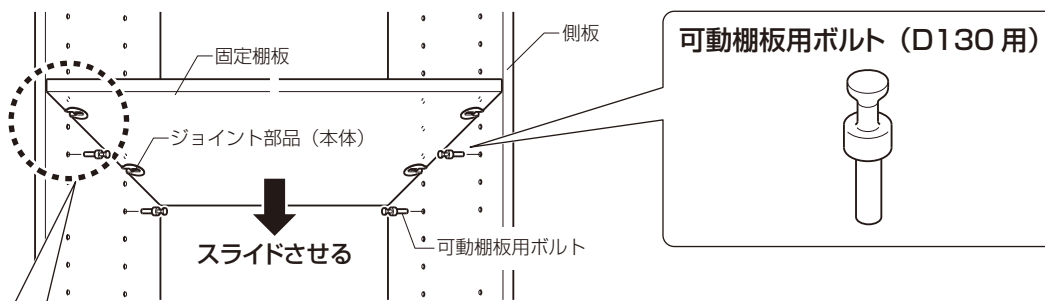 側板
固定棚板
可動棚板用ボルト（D130 用）
ジョイント部品（本体）
スライドさせる
可動棚板用ボルト